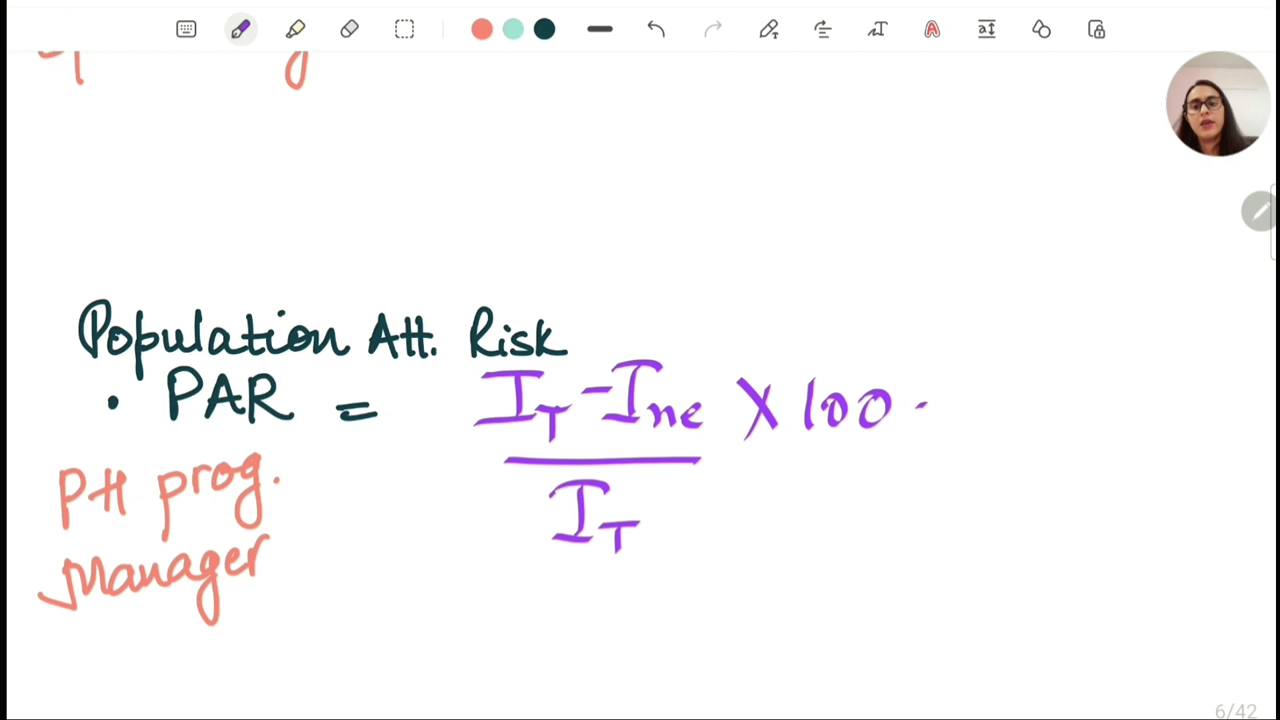 Population Att. Risk
• PAR = I_T - I_ne / I_T X 100
PH prog.
Manager
6/42